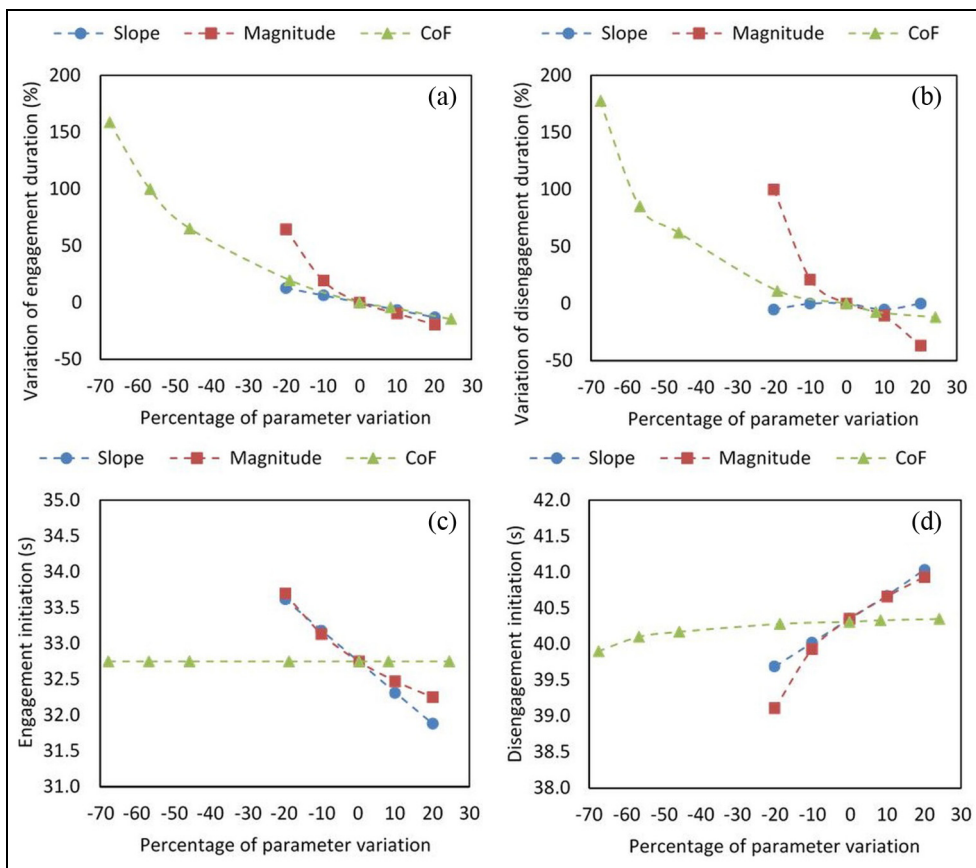 Slope Magnitude CoF
Variation of engagement duration (%)
200
150
100
50
0
-50
(a)
-70 -60 -50 -40 -30 -20 -10 0 10 20 30
Percentage of parameter variation
Slope Magnitude CoF
Variation of disengagement duration (%)
200
150
100
50
0
-50
(b)
-70 -60 -50 -40 -30 -20 -10 0 10 20 30
Percentage of parameter variation
Slope Magnitude CoF
Engagement initiation (s)
35.0
34.5
34.0
33.5
33.0
32.5
32.0
31.5
31.0
(c)
-70 -60 -50 -40 -30 -20 -10 0 10 20 30
Percentage of parameter variation
Slope Magnitude CoF
Disengagement initiation (s)
42.0
41.5
41.0
40.5
40.0
39.5
39.0
38.5
38.0
(d)
-70 -60 -50 -40 -30 -20 -10 0 10 20 30
Percentage of parameter variation